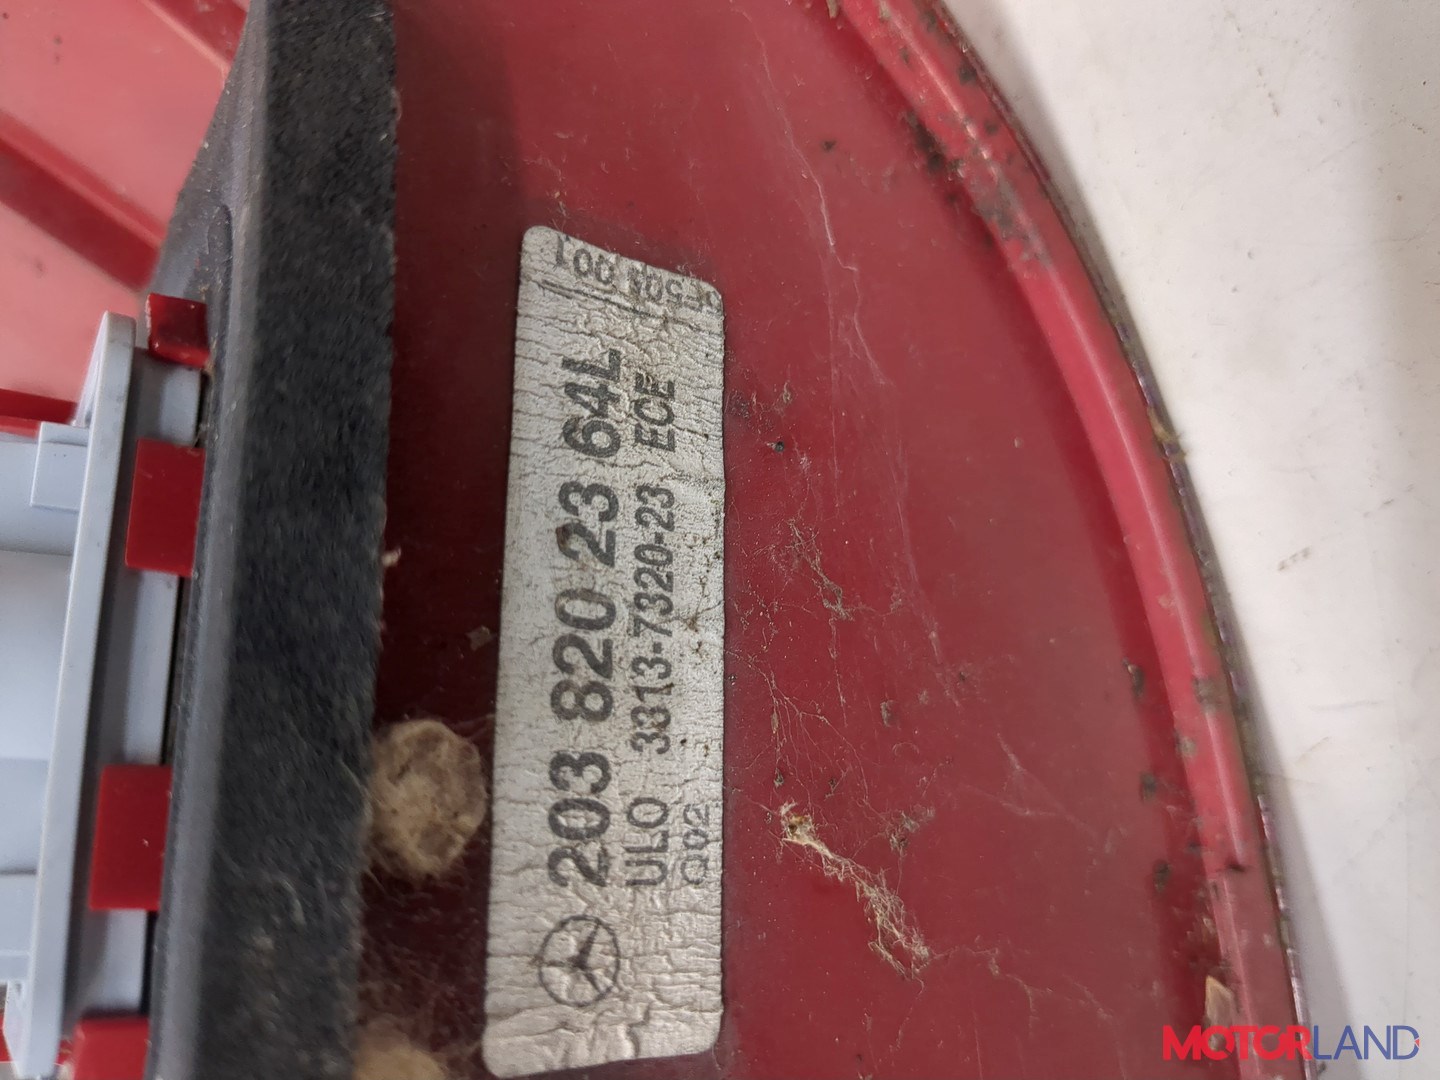 203 820 23 64L
ULO 3313-7320-23 ECE
Q02
MOTORLAND